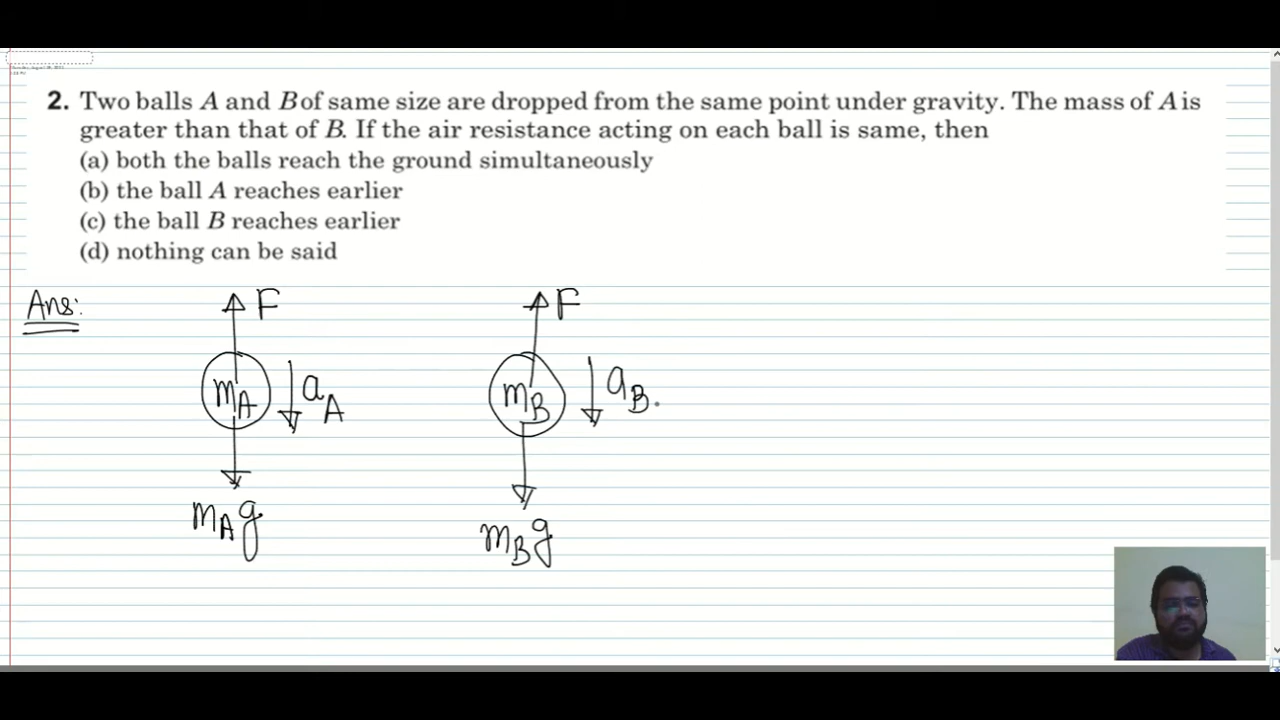 2. Two balls A and B of same size are dropped from the same point under gravity. The mass of A is
greater than that of B. If the air resistance acting on each ball is same, then
(a) both the balls reach the ground simultaneously
(b) the ball A reaches earlier
(c) the ball B reaches earlier
(d) nothing can be said
Ans:
F F
mA aA mB aB.
mAg mBg